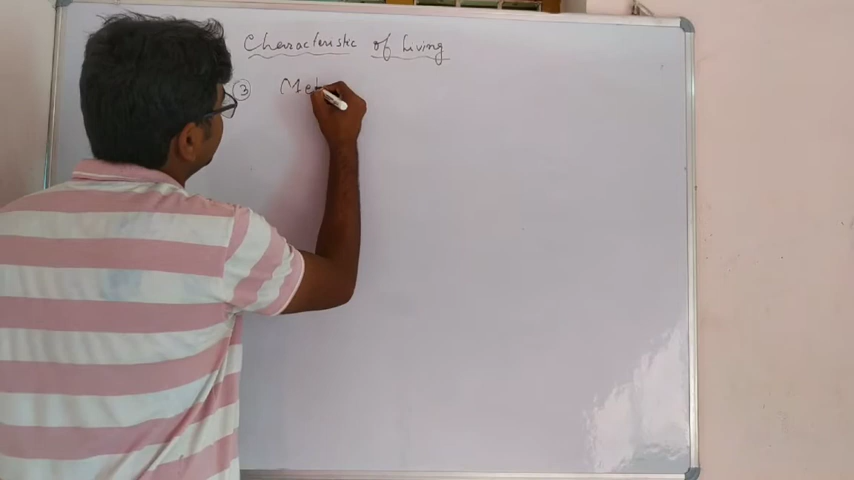 Characteristic of Living
③ Met